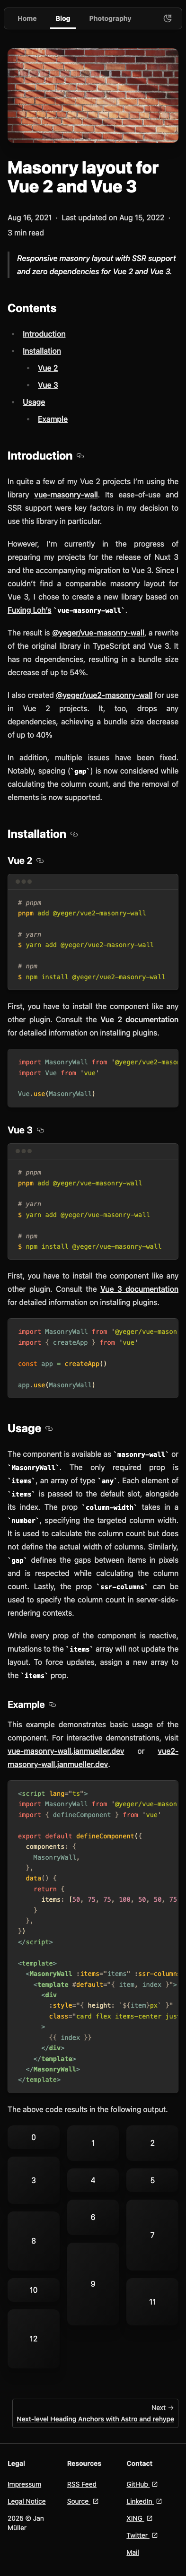 Home Blog Photography
Masonry layout for
Vue 2 and Vue 3
Aug 16, 2021 · Last updated on Aug 15, 2022 ·
3 min read
Responsive masonry layout with SSR support
and zero dependencies for Vue 2 and Vue 3.
Contents
Introduction
Installation
Vue 2
Vue 3
Usage
Example
Introduction
In quite a few of my Vue 2 projects I'm using the
library vue-masonry-wall. Its ease-of-use and
SSR support were key factors in my decision to
use this library in particular.
However, I'm currently in the progress of
preparing my projects for the release of Nuxt 3
and the accompanying migration to Vue 3. Since I
couldn't find a comparable masonry layout for
Vue 3, I chose to create a new library based on
Fuxing Loh's `vue-masonry-wall`.
The result is @yeger/vue-masonry-wall, a rewrite
of the original library in TypeScript and Vue 3. It
has no dependencies, resulting in a bundle size
decrease of up to 54%.
I also created @yeger/vue2-masonry-wall for use
in Vue 2 projects. It, too, drops any
dependencies, achieving a bundle size decrease
of up to 40%
In addition, multiple issues have been fixed.
Notably, spacing (`gap`) is now considered while
calculating the column count, and the removal of
elements is now supported.
Installation
Vue 2
# pnpm
pnpm add @yeger/vue2-masonry-wall
# yarn
$ yarn add @yeger/vue2-masonry-wall
# npm
$ npm install @yeger/vue2-masonry-wall
First, you have to install the component like any
other plugin. Consult the Vue 2 documentation
for detailed information on installing plugins.
import MasonryWall from '@yeger/vue2-mason
import Vue from 'vue'
Vue.use(MasonryWall)
Vue 3
# pnpm
pnpm add @yeger/vue-masonry-wall
# yarn
$ yarn add @yeger/vue-masonry-wall
# npm
$ npm install @yeger/vue-masonry-wall
First, you have to install the component like any
other plugin. Consult the Vue 3 documentation
for detailed information on installing plugins.
import MasonryWall from '@yeger/vue-mason
import { createApp } from 'vue'
const app = createApp()
app.use(MasonryWall)
Usage
The component is available as `masonry-wall` or
`MasonryWall`. The only required prop is
`items`, an array of type `any`. Each element of
`items` is passed to the default slot, alongside
its index. The prop `column-width` takes in a
`number`, specifying the targeted column width.
It is used to calculate the column count but does
not define the actual width of columns. Similarly,
`gap` defines the gaps between items in pixels
and is respected while calculating the column
count. Lastly, the prop `ssr-columns` can be
used to specify the column count in server-side-
rendering contexts.
While every prop of the component is reactive,
mutations to the `items` array will not update the
layout. To force updates, assign a new array to
the `items` prop.
Example
This example demonstrates basic usage of the
component. For interactive demonstrations, visit
vue-masonry-wall.janmueller.dev or vue2-
masonry-wall.janmueller.dev.
<script lang="ts">
import MasonryWall from '@yeger/vue-mason
import { defineComponent } from 'vue'
export default defineComponent({
components: {
MasonryWall,
},
data() {
return {
items: [50, 75, 75, 100, 50, 50, 75
}
},
})
</script>
<template>
<MasonryWall :items="items" :ssr-column
<template #default="{ item, index }">
<div
:style="{ height: `${item}px` }"
class="card flex items-center jus
>
{{ index }}
</div>
</template>
</MasonryWall>
</template>
The above code results in the following output.
0
1
2
3
4
5
6
7
8
9
10
11
12
Next →
Next-level Heading Anchors with Astro and rehype
Legal
Impressum
Legal Notice
2025 © Jan
Müller
Resources
RSS Feed
Source
Contact
GitHub
LinkedIn
XING
Twitter
Mail